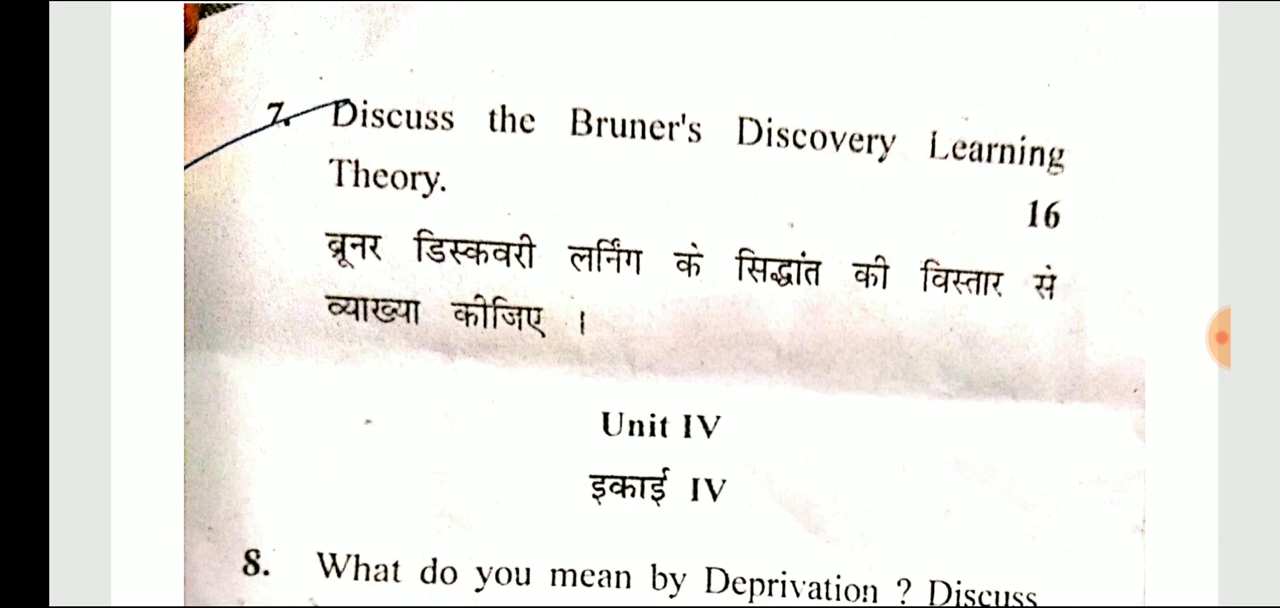 7. Discuss the Bruner's Discovery Learning
Theory.
16
ब्रूनर डिस्कवरी लर्निंग के सिद्धांत की विस्तार से
व्याख्या कीजिए ।
Unit IV
इकाई IV
8. What do you mean by Deprivation ? Discuss